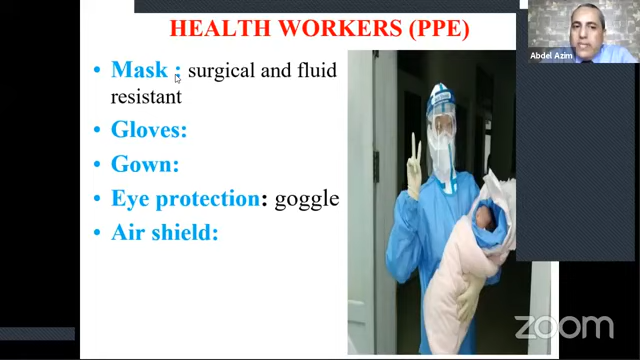 HEALTH WORKERS (PPE)
Abdel Azim
• Mask : surgical and fluid
resistant
• Gloves:
• Gown:
• Eye protection: goggle
• Air shield:
zoom